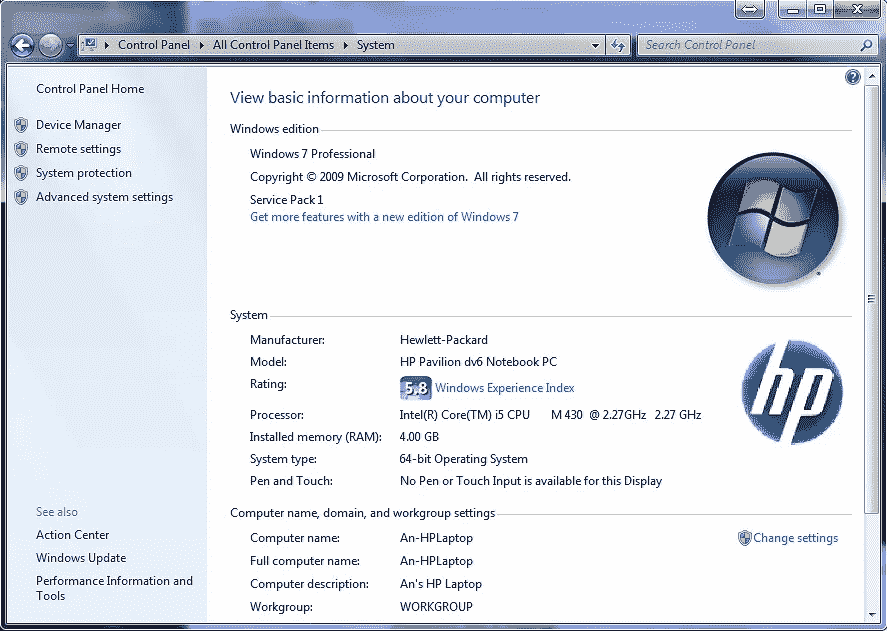 Control Panel ▸ All Control Panel Items ▸ System
Search Control Panel
Control Panel Home
Device Manager
Remote settings
System protection
Advanced system settings
See also
Action Center
Windows Update
Performance Information and
Tools
View basic information about your computer
Windows edition
Windows 7 Professional
Copyright © 2009 Microsoft Corporation.  All rights reserved.
Service Pack 1
Get more features with a new edition of Windows 7
System
Manufacturer: Hewlett-Packard
Model: HP Pavilion dv6 Notebook PC
Rating: 5.8 Windows Experience Index
Processor: Intel(R) Core(TM) i5 CPU M 430 @ 2.27GHz 2.27 GHz
Installed memory (RAM): 4.00 GB
System type: 64-bit Operating System
Pen and Touch: No Pen or Touch Input is available for this Display
hp
Computer name, domain, and workgroup settings
Computer name: An-HPLaptop
Change settings
Full computer name: An-HPLaptop
Computer description: An's HP Laptop
Workgroup: WORKGROUP